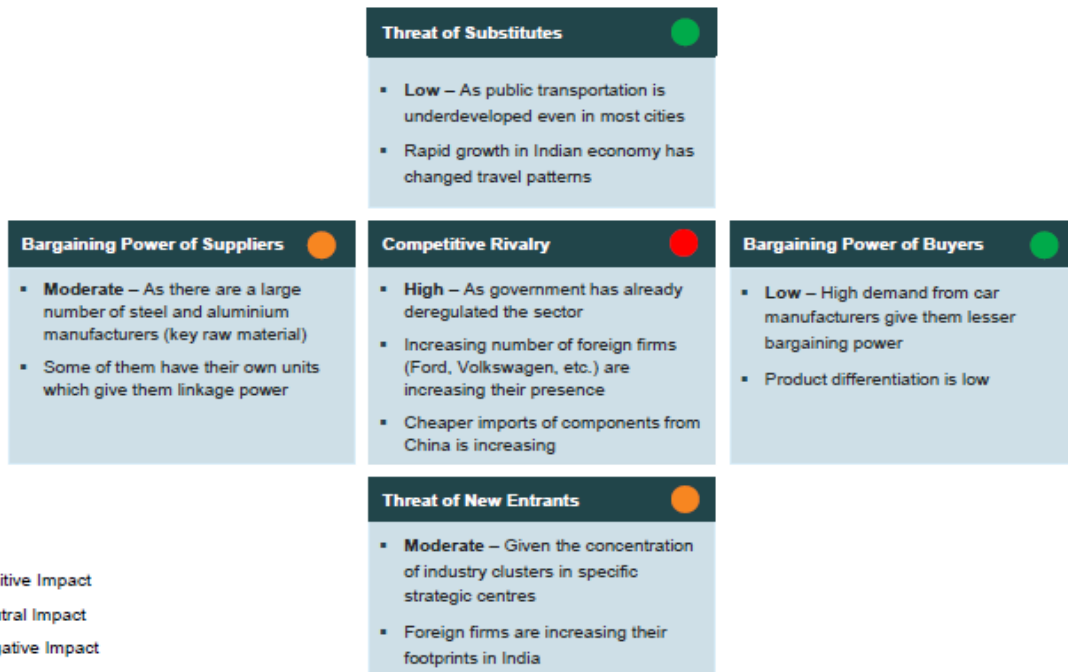 Threat of Substitutes
▪ Low – As public transportation is
underdeveloped even in most cities
▪ Rapid growth in Indian economy has
changed travel patterns
Bargaining Power of Suppliers
▪ Moderate – As there are a large
number of steel and aluminium
manufacturers (key raw material)
▪ Some of them have their own units
which give them linkage power
Competitive Rivalry
▪ High – As government has already
deregulated the sector
▪ Increasing number of foreign firms
(Ford, Volkswagen, etc.) are
increasing their presence
▪ Cheaper imports of components from
China is increasing
Bargaining Power of Buyers
▪ Low – High demand from car
manufacturers give them lesser
bargaining power
▪ Product differentiation is low
Threat of New Entrants
▪ Moderate – Given the concentration
of industry clusters in specific
strategic centres
▪ Foreign firms are increasing their
footprints in India
itive Impact
tral Impact
ative Impact